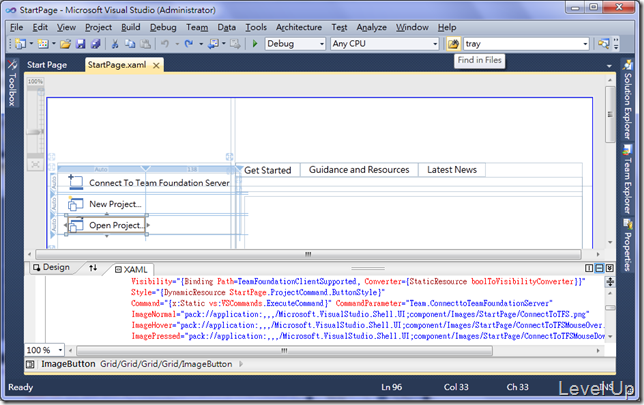 StartPage - Microsoft Visual Studio (Administrator)
File Edit View Project Build Debug Team Data Tools Architecture Test Analyze Window Help
Debug Any CPU tray
Find in Files
Start Page StartPage.xaml
Toolbox
Solution Explorer
Team Explorer
Properties
100%
Auto
Get Started Guidance and Resources Latest News
Connect To Team Foundation Server
Auto
New Project...
Auto
Open Project...
Design XAML
Visibility="{Binding Path=TeamFoundationClientSupported, Converter={StaticResource boolToVisibilityConverter}}"
Style="{DynamicResource StartPage.ProjectCommand.ButtonStyle}"
Command="{x:Static vs:VSCommands.ExecuteCommand}" CommandParameter="Team.ConnecttoTeamFoundationServer"
ImageNormal="pack://application:,,,/Microsoft.VisualStudio.Shell.UI;component/Images/StartPage/ConnectToTFS.png"
ImageHover="pack://application:,,,/Microsoft.VisualStudio.Shell.UI;component/Images/StartPage/ConnectToTFSMouseOver.
ImagePressed="pack://application:,,,/Microsoft.VisualStudio.Shell.UI;component/Images/StartPage/ConnectToTFSMouseDow
100 %
ImageButton Grid/Grid/Grid/Grid/ImageButton
Ready Ln 96 Col 33 Ch 33 INS
Level Up